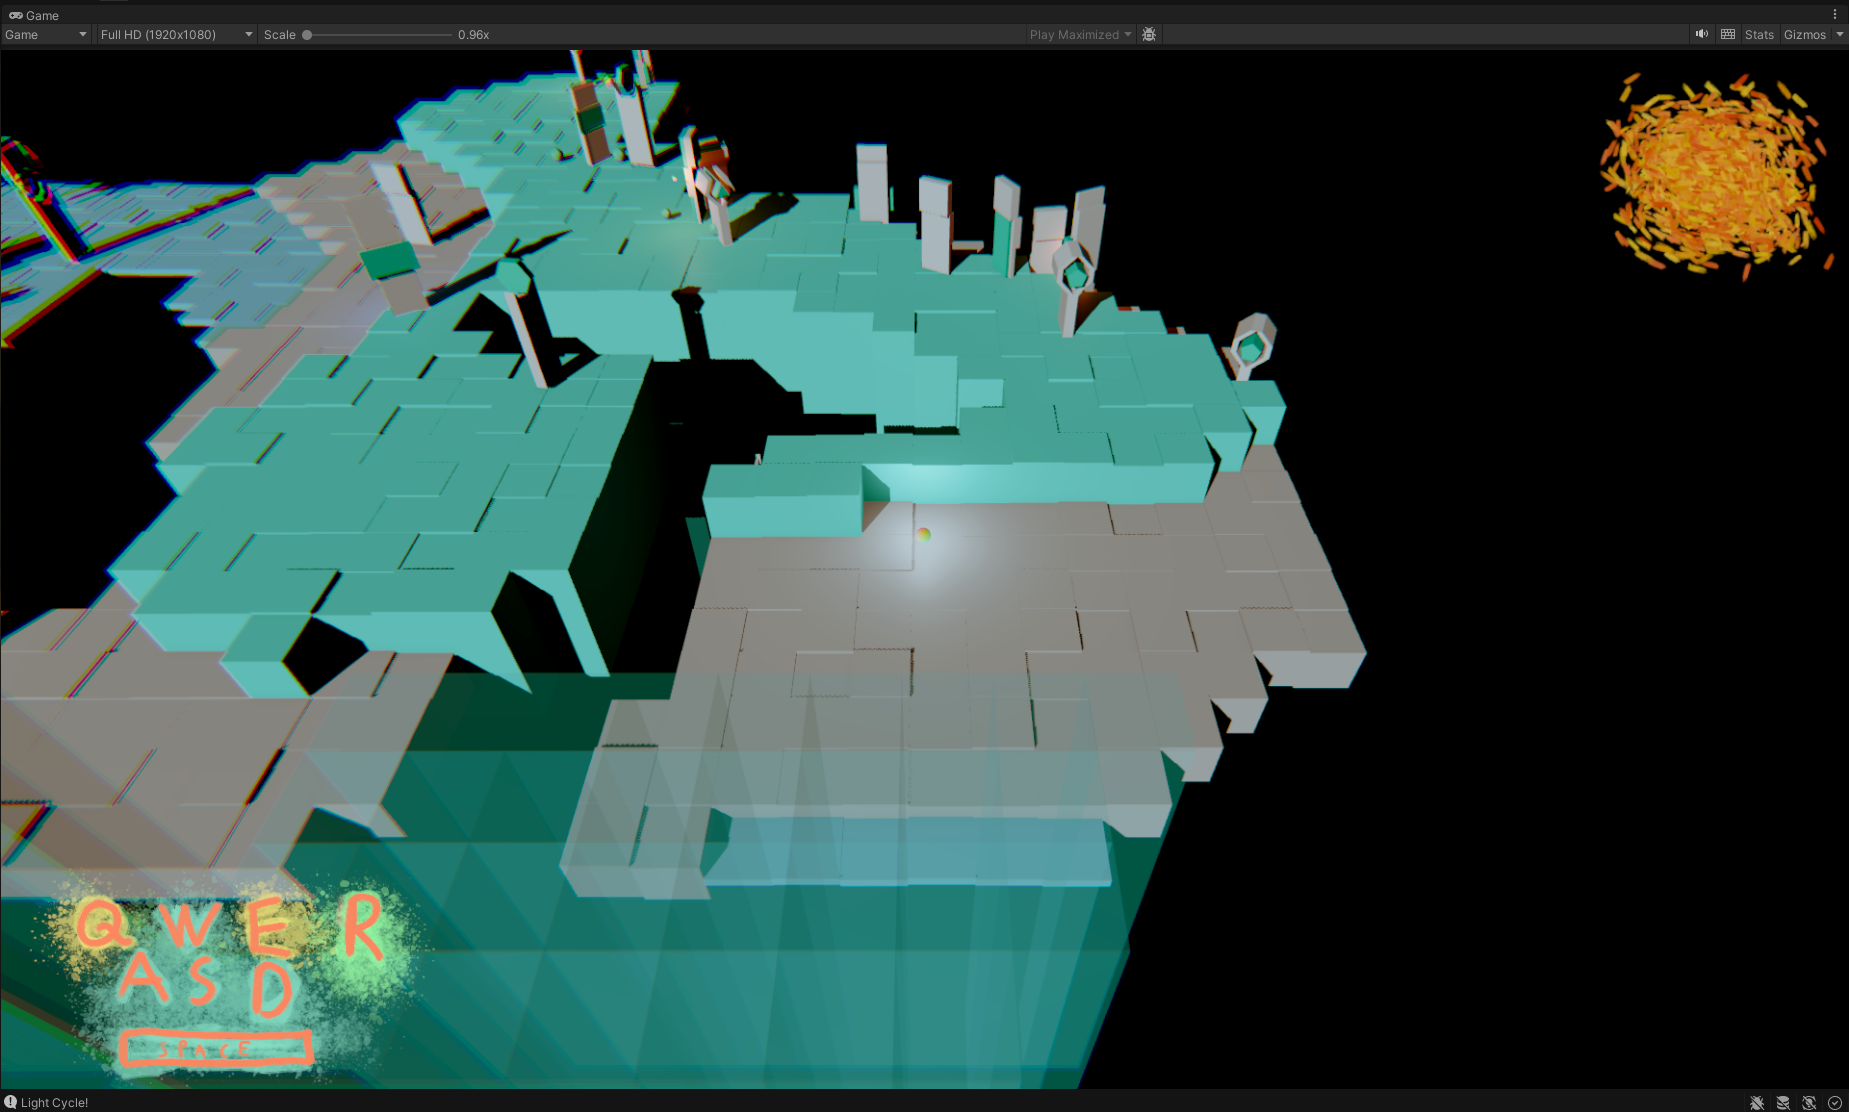 Game
Game Full HD (1920x1080) Scale 0.96x Play Maximized Stats Gizmos
Q W E R
A S D
SPACE
Light Cycle!